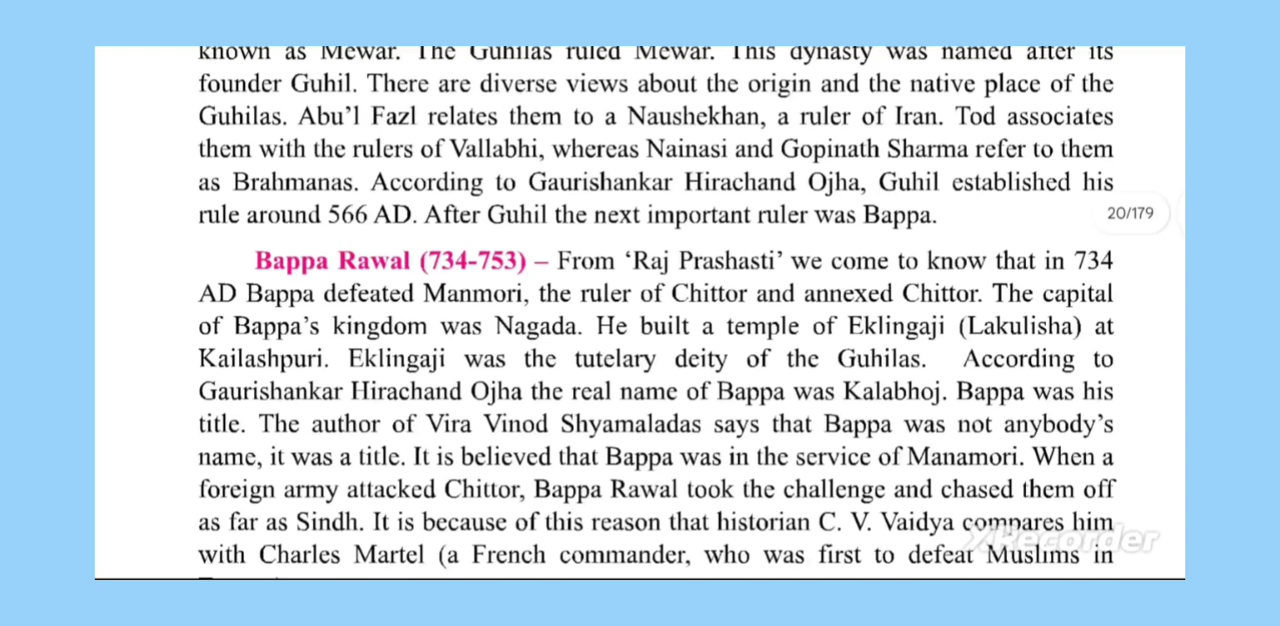 known as Mewar. The Guhilas ruled Mewar. This dynasty was named after its
founder Guhil. There are diverse views about the origin and the native place of the
Guhilas. Abu’l Fazl relates them to a Naushekhan, a ruler of Iran. Tod associates
them with the rulers of Vallabhi, whereas Nainasi and Gopinath Sharma refer to them
as Brahmanas. According to Gaurishankar Hirachand Ojha, Guhil established his
rule around 566 AD. After Guhil the next important ruler was Bappa.
20/179
Bappa Rawal (734-753) – From ‘Raj Prashasti’ we come to know that in 734
AD Bappa defeated Manmori, the ruler of Chittor and annexed Chittor. The capital
of Bappa’s kingdom was Nagada. He built a temple of Eklingaji (Lakulisha) at
Kailashpuri. Eklingaji was the tutelary deity of the Guhilas. According to
Gaurishankar Hirachand Ojha the real name of Bappa was Kalabhoj. Bappa was his
title. The author of Vira Vinod Shyamaladas says that Bappa was not anybody’s
name, it was a title. It is believed that Bappa was in the service of Manamori. When a
foreign army attacked Chittor, Bappa Rawal took the challenge and chased them off
as far as Sindh. It is because of this reason that historian C. V. Vaidya compares him
XRecorder
with Charles Martel (a French commander, who was first to defeat Muslims in